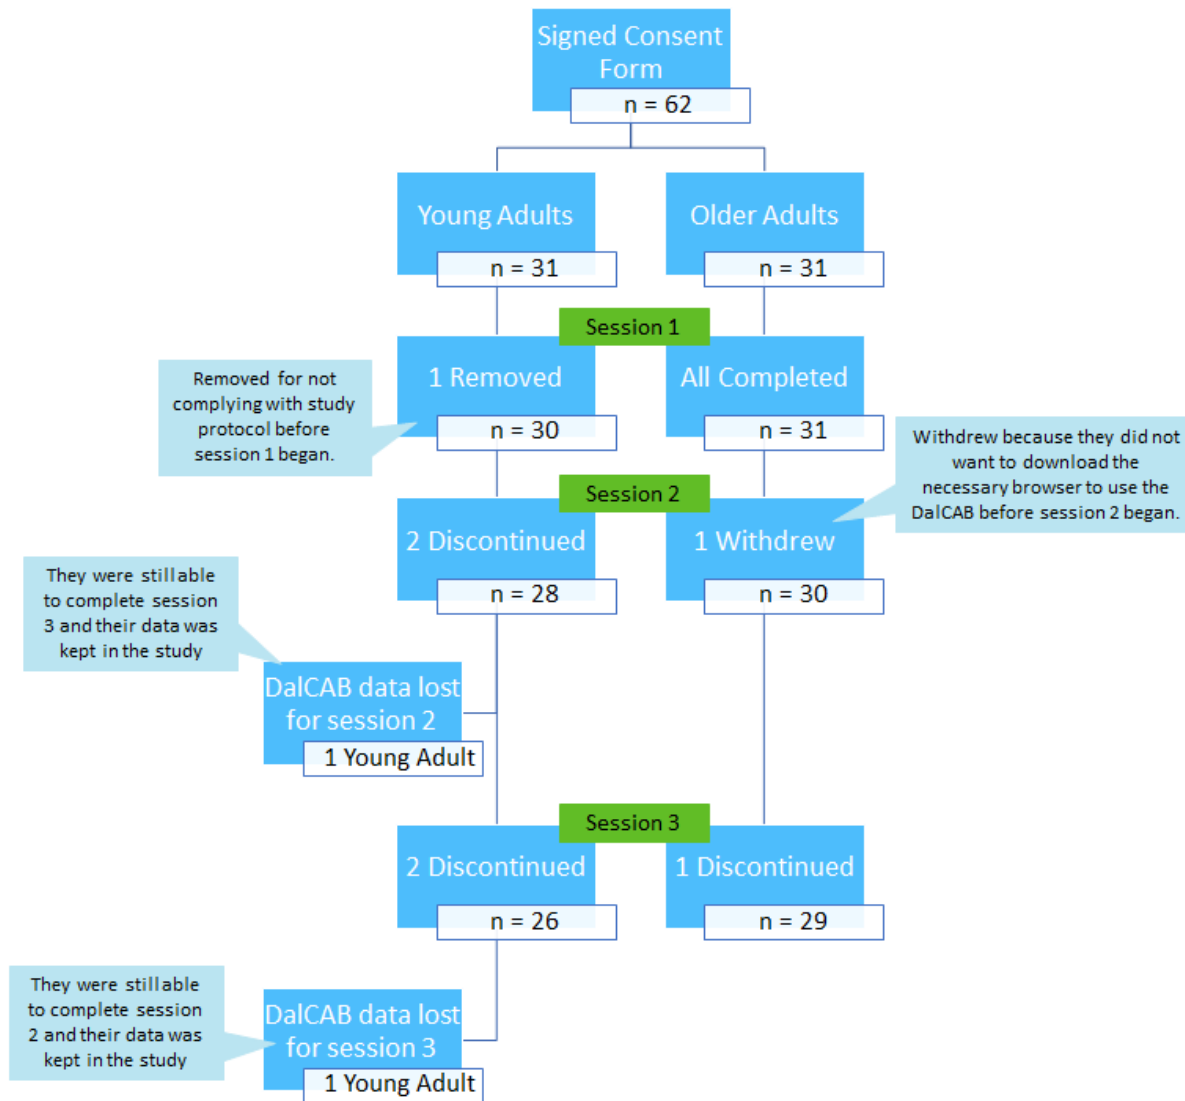 Signed Consent
Form
n = 62
Young Adults
n = 31
Older Adults
n = 31
Session 1
Removed for not
complying with study
protocol before
session 1 began.
1 Removed
n = 30
All Completed
n = 31
Session 2
Withdrew because they did not
want to download the
necessary browser to use the
DalCAB before session 2 began.
2 Discontinued
n = 28
1 Withdrew
n = 30
They were still able
to complete session
3 and their data was
kept in the study
DalCAB data lost
for session 2
1 Young Adult
Session 3
2 Discontinued
n = 26
1 Discontinued
n = 29
They were still able
to complete session
2 and their data was
kept in the study
DalCAB data lost
for session 3
1 Young Adult